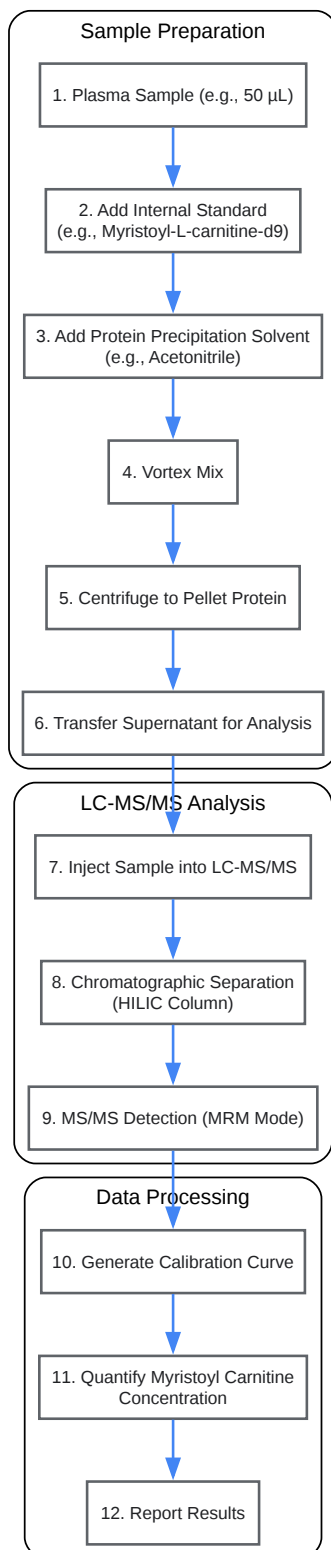 Sample Preparation
1. Plasma Sample (e.g., 50 µL)
2. Add Internal Standard
(e.g., Myristoyl-L-carnitine-d9)
3. Add Protein Precipitation Solvent
(e.g., Acetonitrile)
4. Vortex Mix
5. Centrifuge to Pellet Protein
6. Transfer Supernatant for Analysis
LC-MS/MS Analysis
7. Inject Sample into LC-MS/MS
8. Chromatographic Separation
(HILIC Column)
9. MS/MS Detection (MRM Mode)
Data Processing
10. Generate Calibration Curve
11. Quantify Myristoyl Carnitine
Concentration
12. Report Results